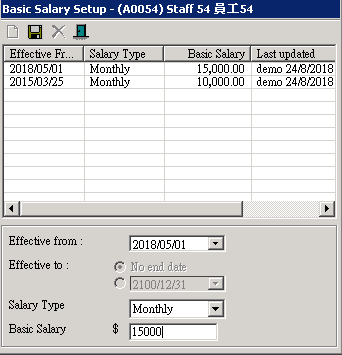 Basic Salary Setup - (A0054) Staff 54 員工54
Effective Fr... Salary Type Basic Salary Last updated
2018/05/01 Monthly 15,000.00 demo 24/8/2018
2015/03/25 Monthly 10,000.00 demo 24/8/2018
Effective from : 2018/05/01
Effective to : No end date
2100/12/31
Salary Type Monthly
Basic Salary $ 15000